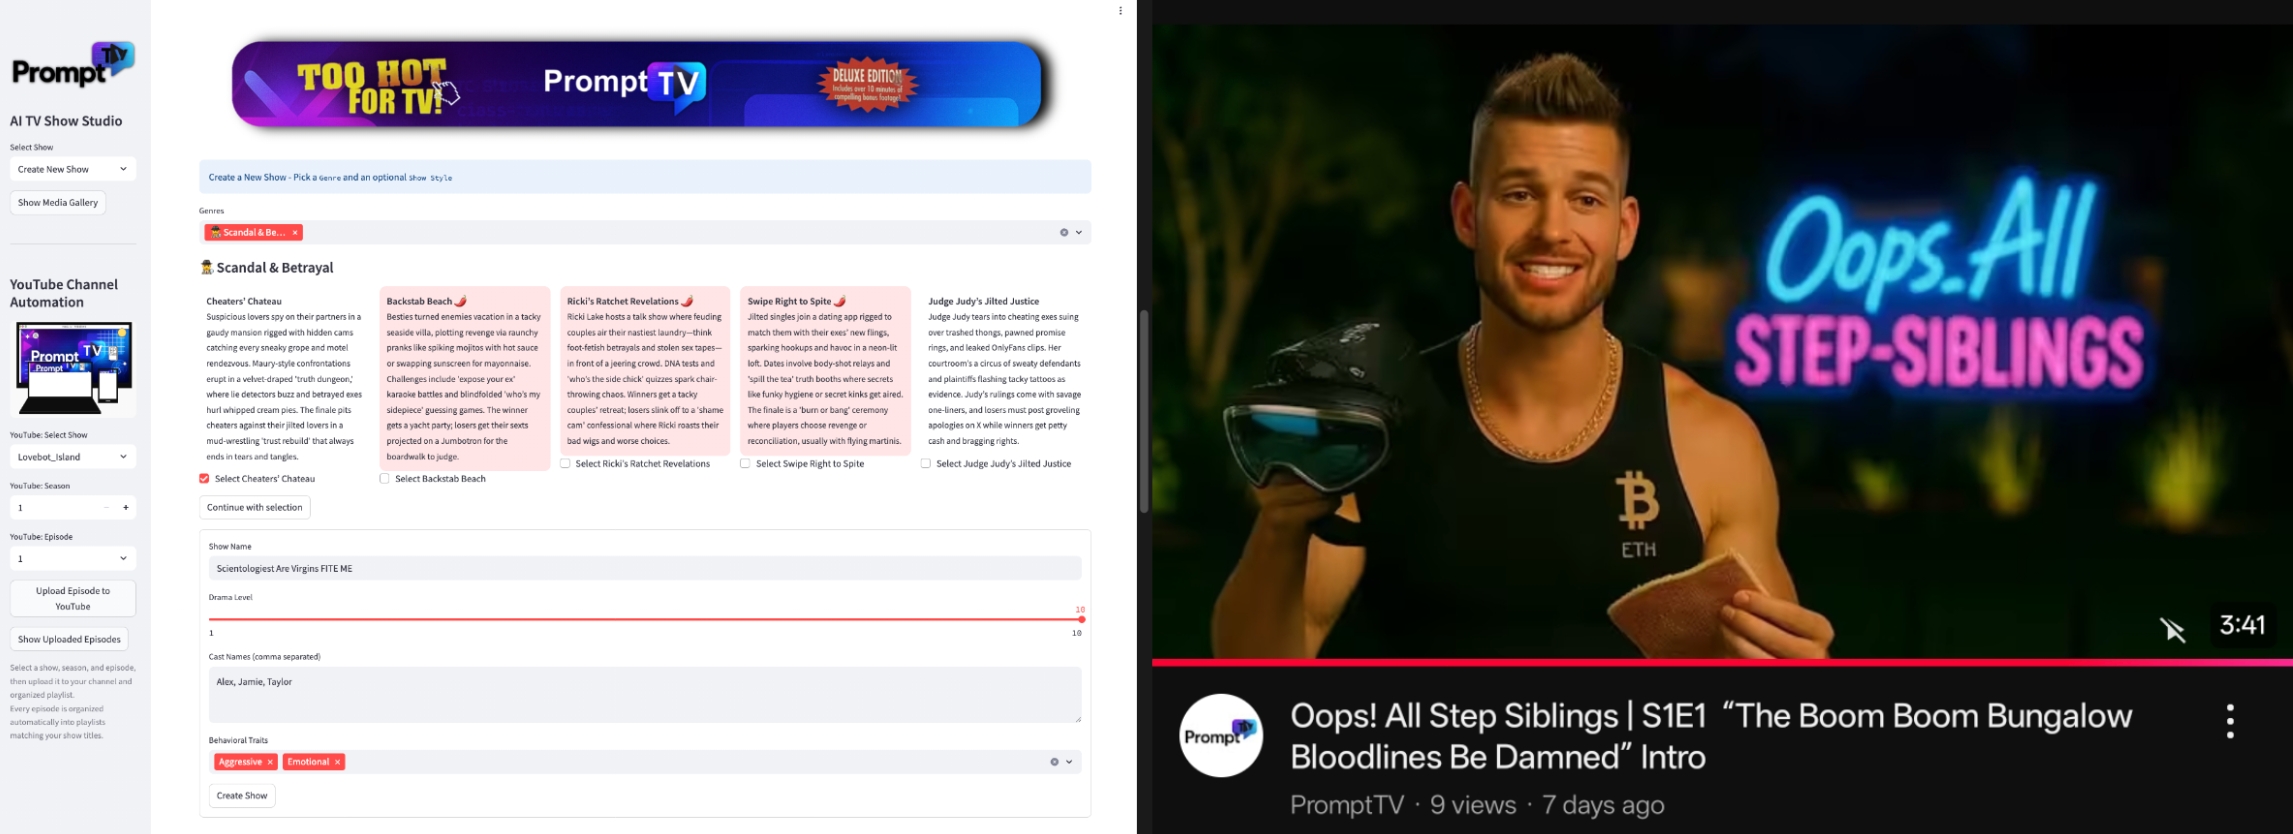 Prompt TV
AI TV Show Studio
Select Show
Create New Show
Show Media Gallery
YouTube Channel
Automation
Prompt TV
Prompt
YouTube: Select Show
Lovebot_Island
YouTube: Season
1
YouTube: Episode
1
Upload Episode to
YouTube
Show Uploaded Episodes
Select a show, season, and episode,
then upload it to your channel and
organized playlist.
Every episode is organized
automatically into playlists
matching your show titles.
TOO HOT
FOR TV!
Prompt TV
DELUXE EDITION!
Includes over 10 minutes of
compelling bonus footage!
Create a New Show - Pick a Genre and an optional Show Style
Genres
Scandal & Be... ×
Scandal & Betrayal
Cheaters' Chateau
Suspicious lovers spy on their partners in a
gaudy mansion rigged with hidden cams
catching every sneaky grope and motel
rendezvous. Maury-style confrontations
erupt in a velvet-draped 'truth dungeon,'
where lie detectors buzz and betrayed exes
hurl whipped cream pies. The finale pits
cheaters against their jilted lovers in a
mud-wrestling 'trust rebuild' that always
ends in tears and tangles.
Select Cheaters' Chateau
Backstab Beach
Besties turned enemies vacation in a tacky
seaside villa, plotting revenge via raunchy
pranks like spiking mojitos with hot sauce
or swapping sunscreen for mayonnaise.
Challenges include 'expose your ex'
karaoke battles and blindfolded 'who's my
sidepiece' guessing games. The winner
gets a yacht party; losers get their sexts
projected on a Jumbotron for the
boardwalk to judge.
Select Backstab Beach
Ricki's Ratchet Revelations
Ricki Lake hosts a talk show where feuding
couples air their nastiest laundry—think
foot-fetish betrayals and stolen sex tapes—
in front of a jeering crowd. DNA tests and
'who's the side chick' quizzes spark chair-
throwing chaos. Winners get a tacky
couples' retreat; losers slink off to a 'shame
cam' confessional where Ricki roasts their
bad wigs and worse choices.
Select Ricki's Ratchet Revelations
Swipe Right to Spite
Jilted singles join a dating app rigged to
match them with their exes' new flings,
sparking hookups and havoc in a neon-lit
loft. Dates involve body-shot relays and
'spill the tea' truth booths where secrets
like funky hygiene or secret kinks get aired.
The finale is a 'burn or bang' ceremony
where players choose revenge or
reconciliation, usually with flying martinis.
Select Swipe Right to Spite
Judge Judy's Jilted Justice
Judge Judy tears into cheating exes suing
over trashed thongs, pawned promise
rings, and leaked OnlyFans clips. Her
courtroom's a circus of sweaty defendants
and plaintiffs flashing tacky tattoos as
evidence. Judy's rulings come with savage
one-liners, and losers must post groveling
apologies on X while winners get petty
cash and bragging rights.
Select Judge Judy's Jilted Justice
Continue with selection
Show Name
Scientologiest Are Virgins FITE ME
Drama Level
10
1
10
Cast Names (comma separated)
Alex, Jamie, Taylor
Behavioral Traits
Aggressive × Emotional ×
Create Show
Oops..All
STEP-SIBLINGS
ETH
3:41
Prompt
Oops! All Step Siblings | S1E1 “The Boom Boom Bungalow
Bloodlines Be Damned” Intro
PromptTV · 9 views · 7 days ago